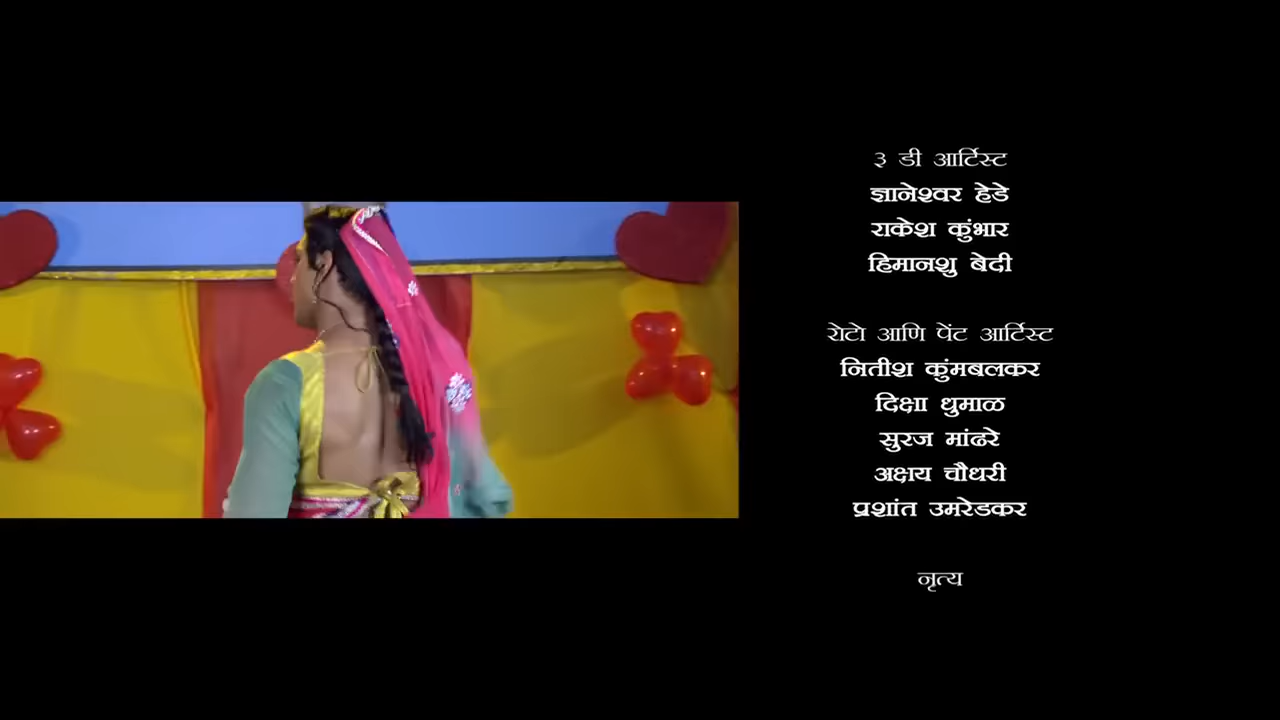 ३ डी आर्टिस्ट
ज्ञानेश्वर हेडे
राकेश कुंभार
हिमानशु बेदी
रोटो आणि पेंट आर्टिस्ट
नितीश कुंमबलकर
दिक्षा धुमाळ
सुरज मांढरे
अक्षय चौधरी
प्रशांत उमरेडकर
नृत्य